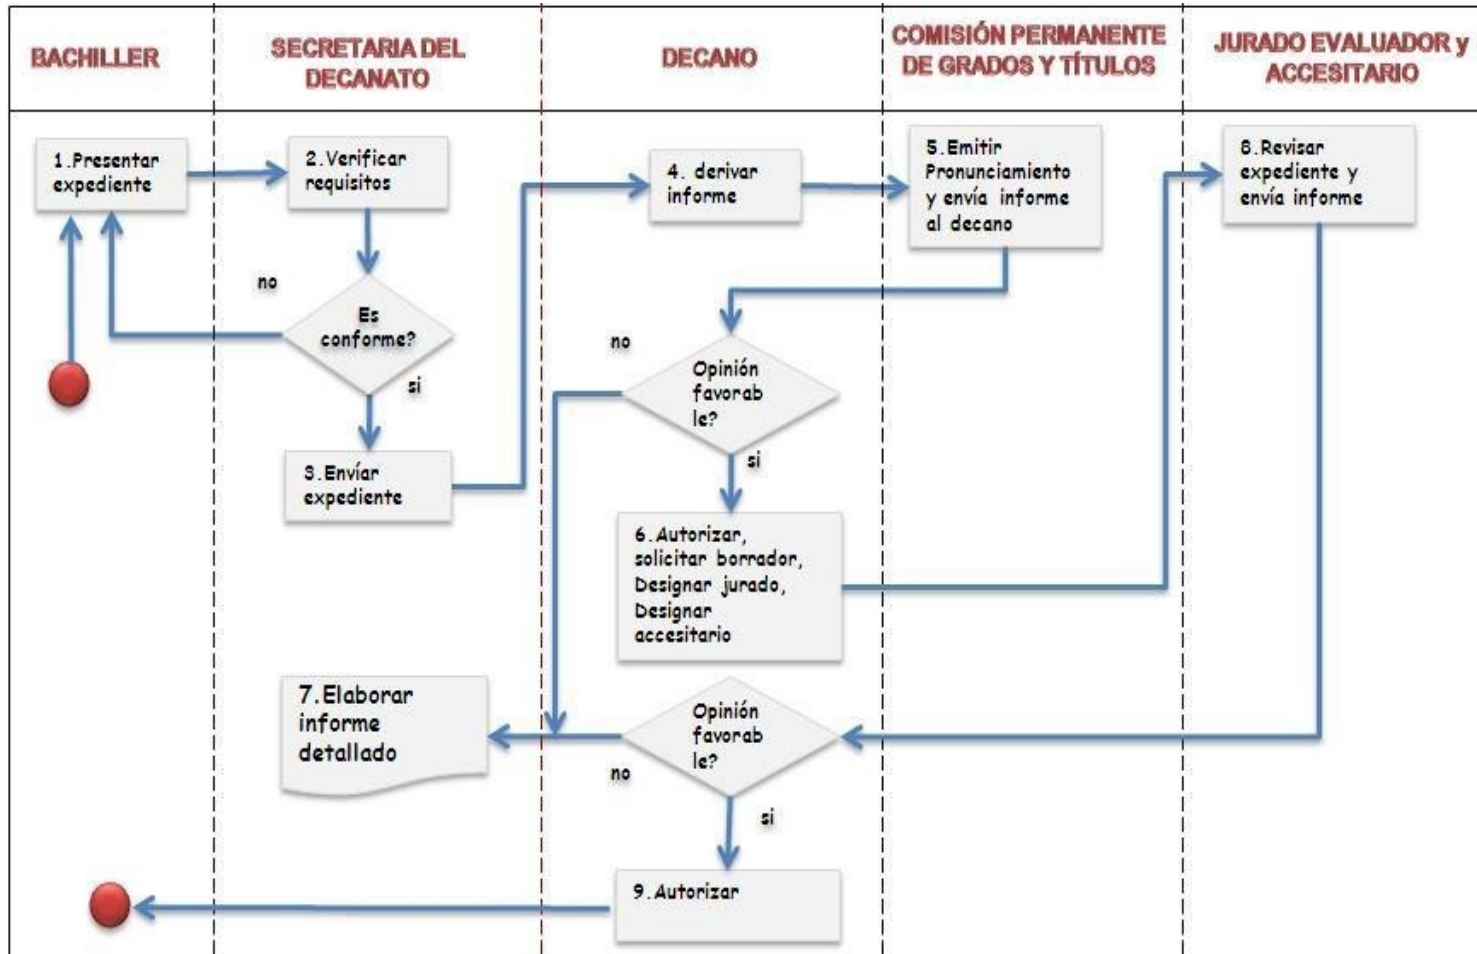 BACHILLER
SECRETARIA DEL
DECANATO
DECANO
COMISIÓN PERMANENTE
DE GRADOS Y TÍTULOS
JURADO EVALUADOR y
ACCESITARIO
1.Presentar
expediente
2.Verificar
requisitos
4. derivar
informe
5.Emitir
Pronunciamiento
y envía informe
al decano
8.Revisar
expediente y
envía informe
no
Es
conforme?
si
no
Opinión
favorab
le?
si
3.Envíar
expediente
6.Autorizar,
solicitar borrador,
Designar jurado,
Designar
accesitario
7.Elaborar
informe
detallado
Opinión
favorab
le?
no
si
9.Autorizar